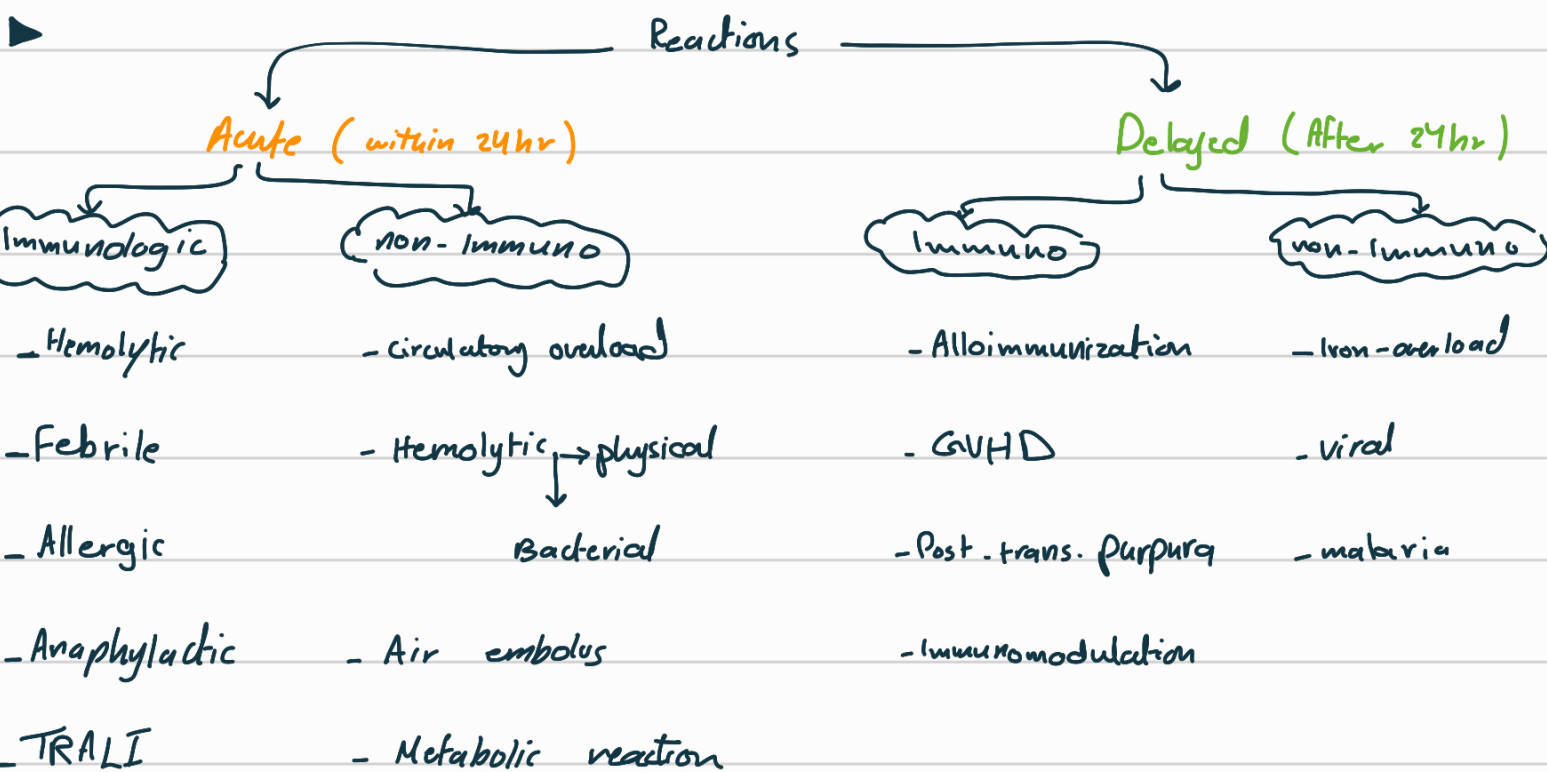 Reactions
Acute (within 24hr)
Delayed (After 24hr)
Immunologic
non-Immuno
Immuno
non-Immuno
- Hemolytic
- circulatory overload
- Alloimmunization
- Iron-overload
- Febrile
- Hemolytic → physical
- GVHD
- viral
- Allergic
Bacterial
- Post.trans. purpura
- malaria
- Anaphylactic
- Air embolus
- Immunomodulation
- TRALI
- Metabolic reaction